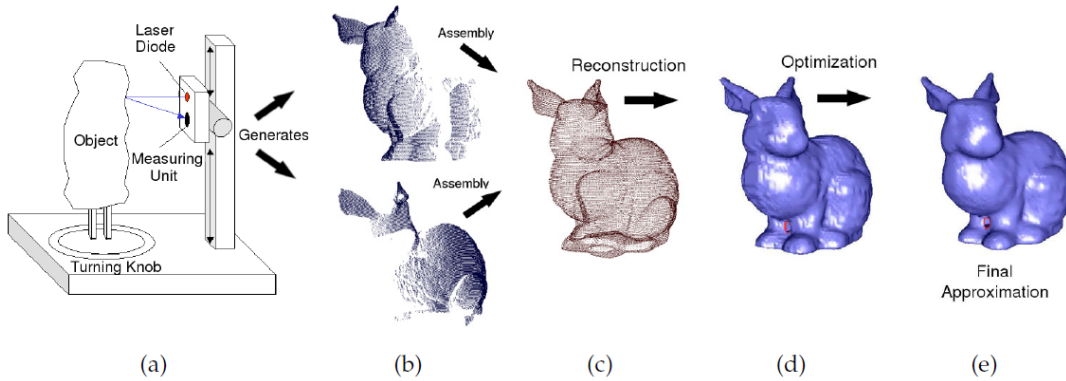 Laser
Diode
Object
Measuring
Unit
Turning Knob
Generates
Assembly
Assembly
Reconstruction
Optimization
Final
Approximation
(a)
(b)
(c)
(d)
(e)